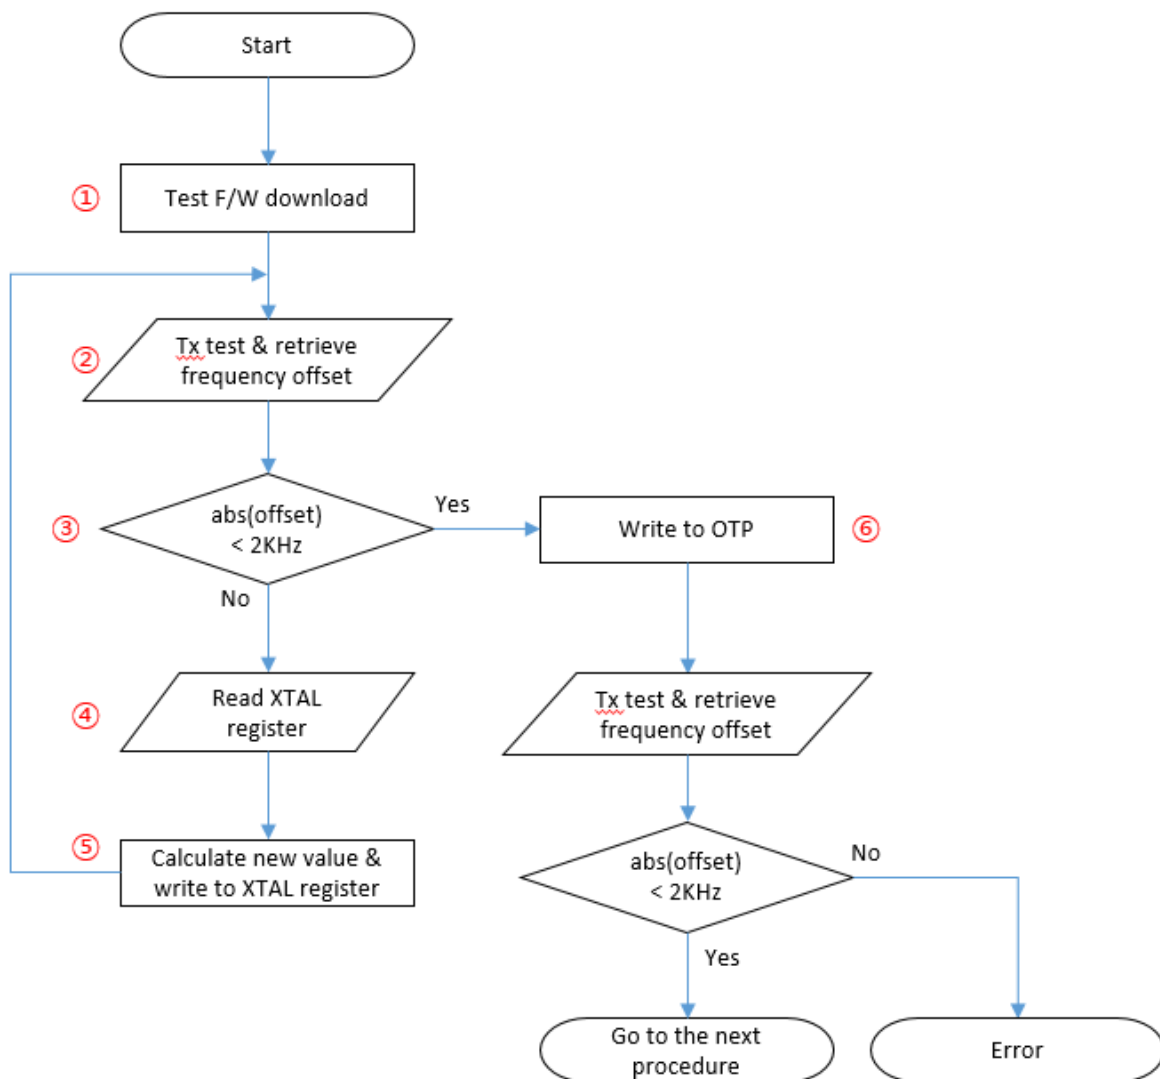 Start
①
Test F/W download
②
Tx test & retrieve
frequency offset
③
abs(offset)
< 2KHz
Yes
No
Write to OTP
⑥
④
Read XTAL
register
Tx test & retrieve
frequency offset
⑤
Calculate new value &
write to XTAL register
abs(offset)
< 2KHz
No
Yes
Go to the next
procedure
Error